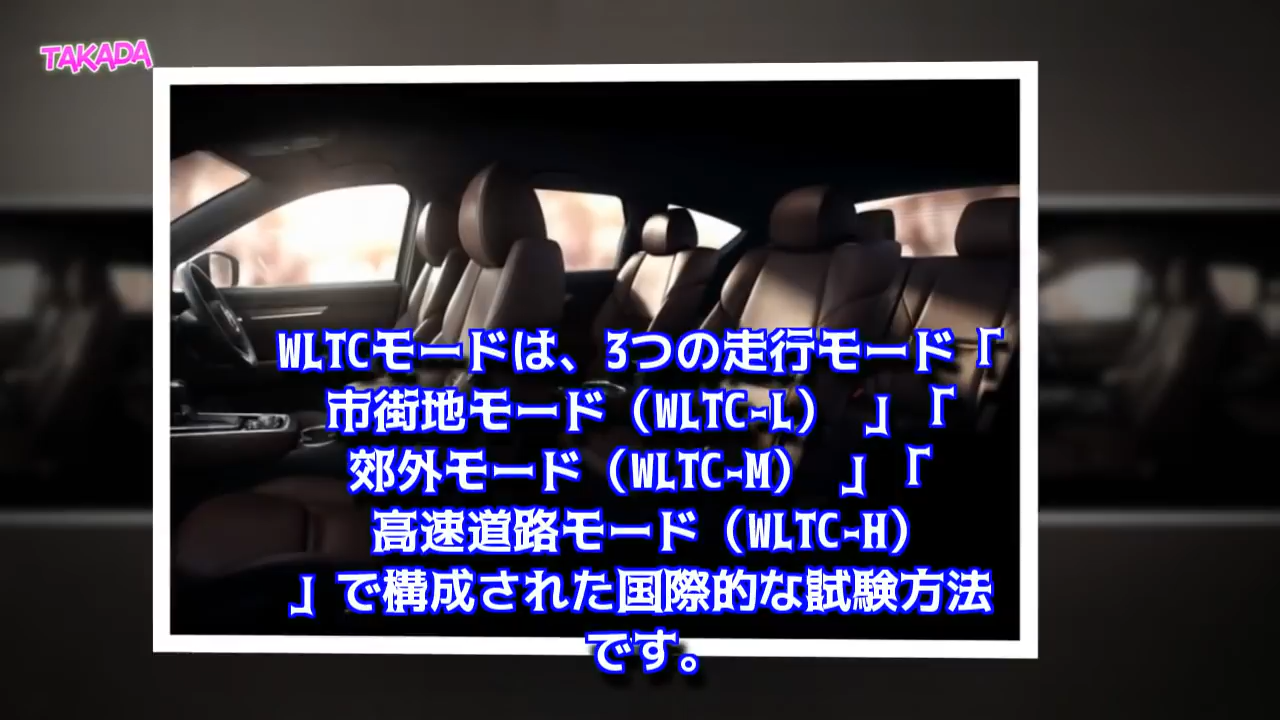 TAKADA
WLTCモードは、3つの走行モード「
市街地モード（WLTC-L） 」「
郊外モード（WLTC-M） 」「
高速道路モード（WLTC-H）
」で構成された国際的な試験方法
です。